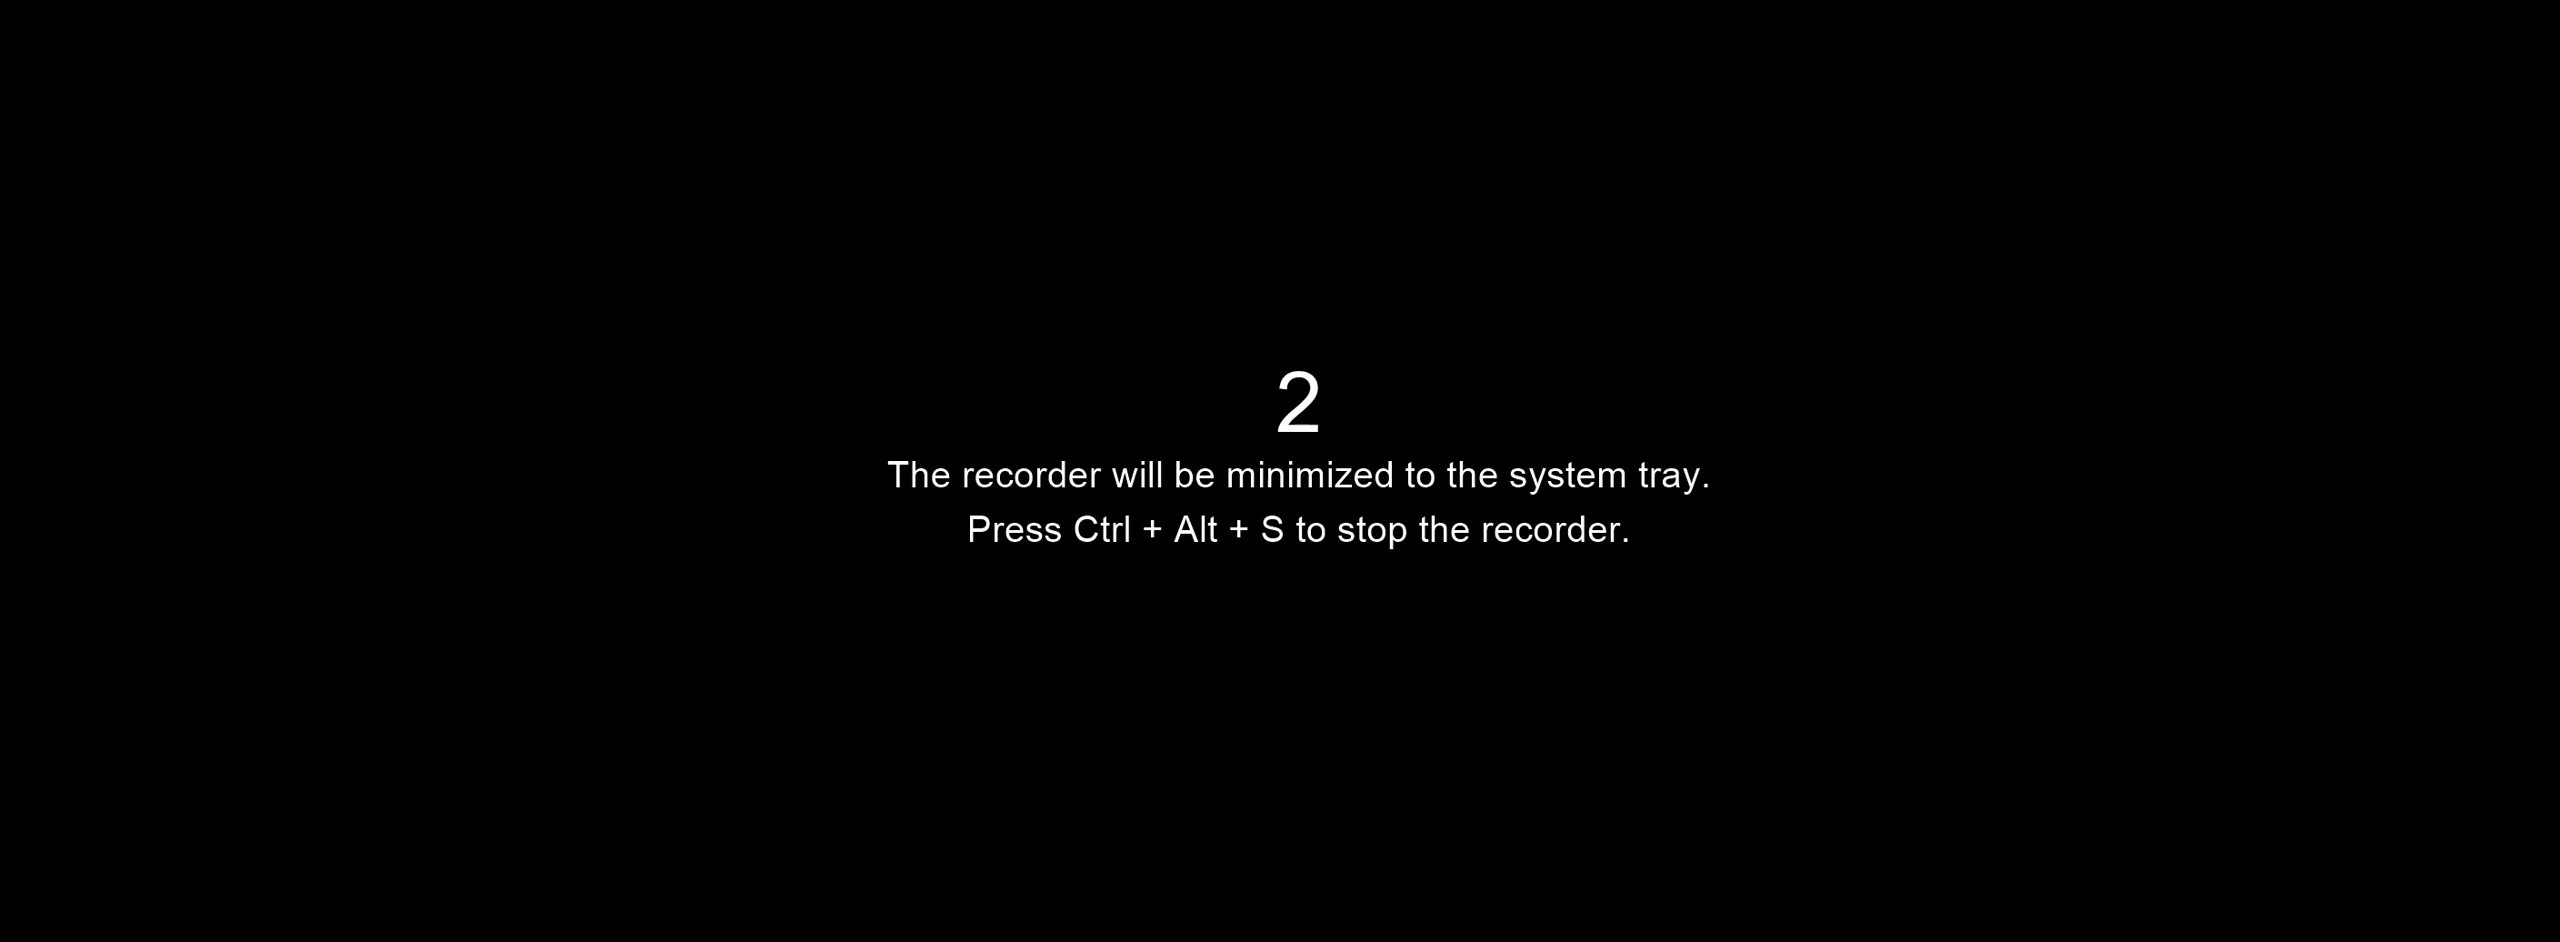 2
The recorder will be minimized to the system tray.
Press Ctrl + Alt + S to stop the recorder.